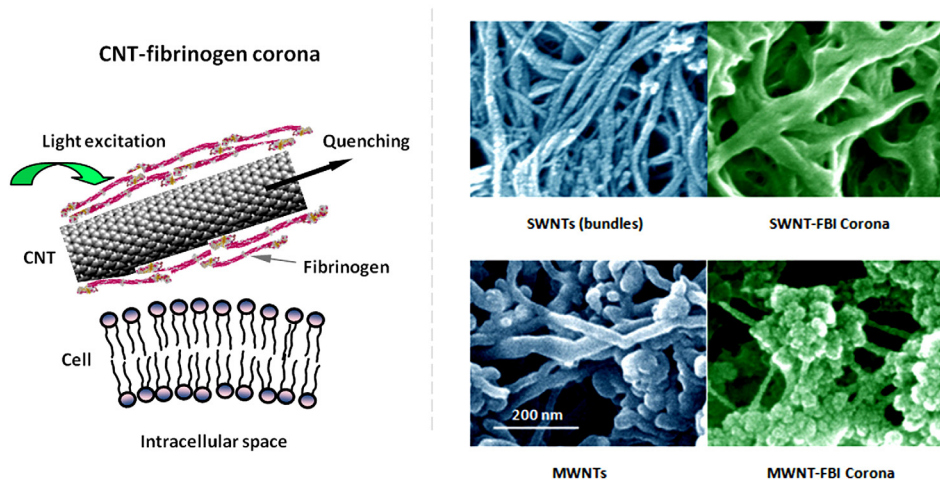 CNT-fibrinogen corona
Light excitation
Quenching
CNT
Fibrinogen
Cell
Intracellular space
SWNTs (bundles)
SWNT-FBI Corona
200 nm
MWNTs
MWNT-FBI Corona